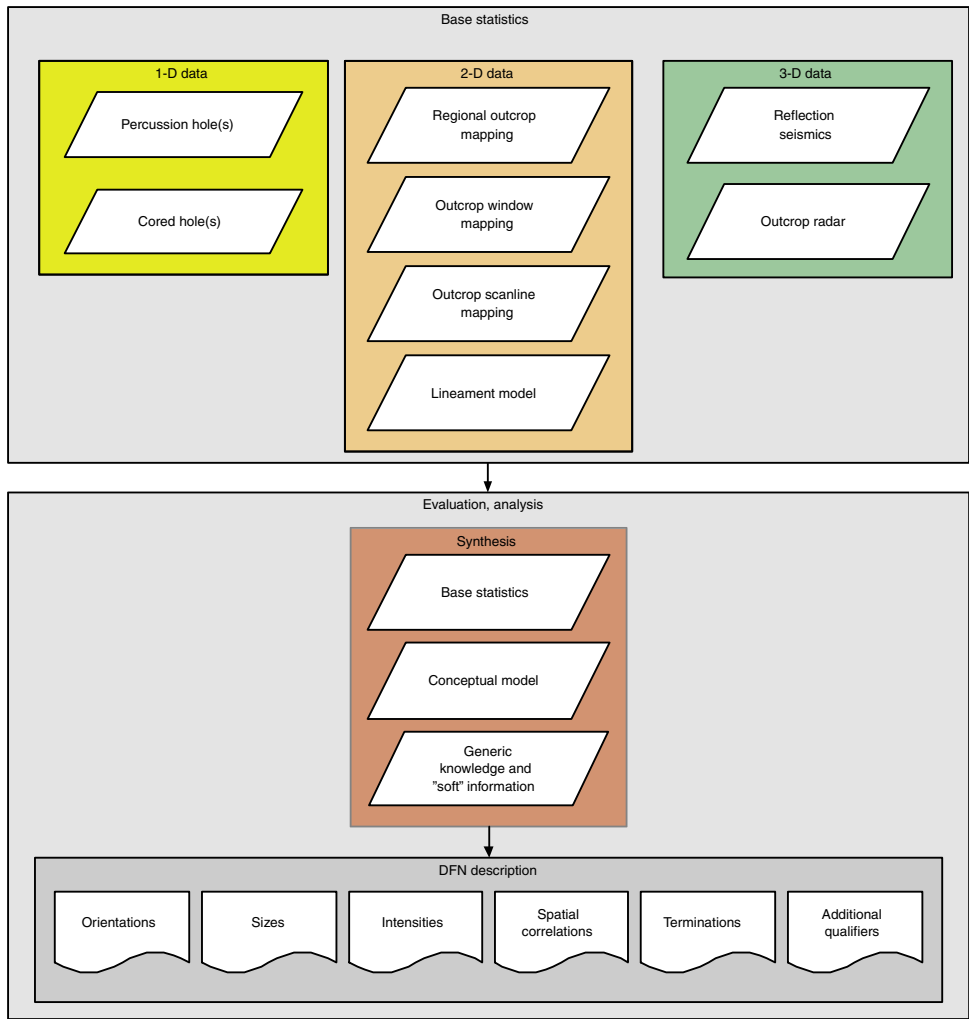 Base statistics
1-D data
Percussion hole(s)
Cored hole(s)
2-D data
Regional outcrop
mapping
Outcrop window
mapping
Outcrop scanline
mapping
Lineament model
3-D data
Reflection
seismics
Outcrop radar
Evaluation, analysis
Synthesis
Base statistics
Conceptual model
Generic
knowledge and
”soft” information
DFN description
Orientations
Sizes
Intensities
Spatial
correlations
Terminations
Additional
qualifiers